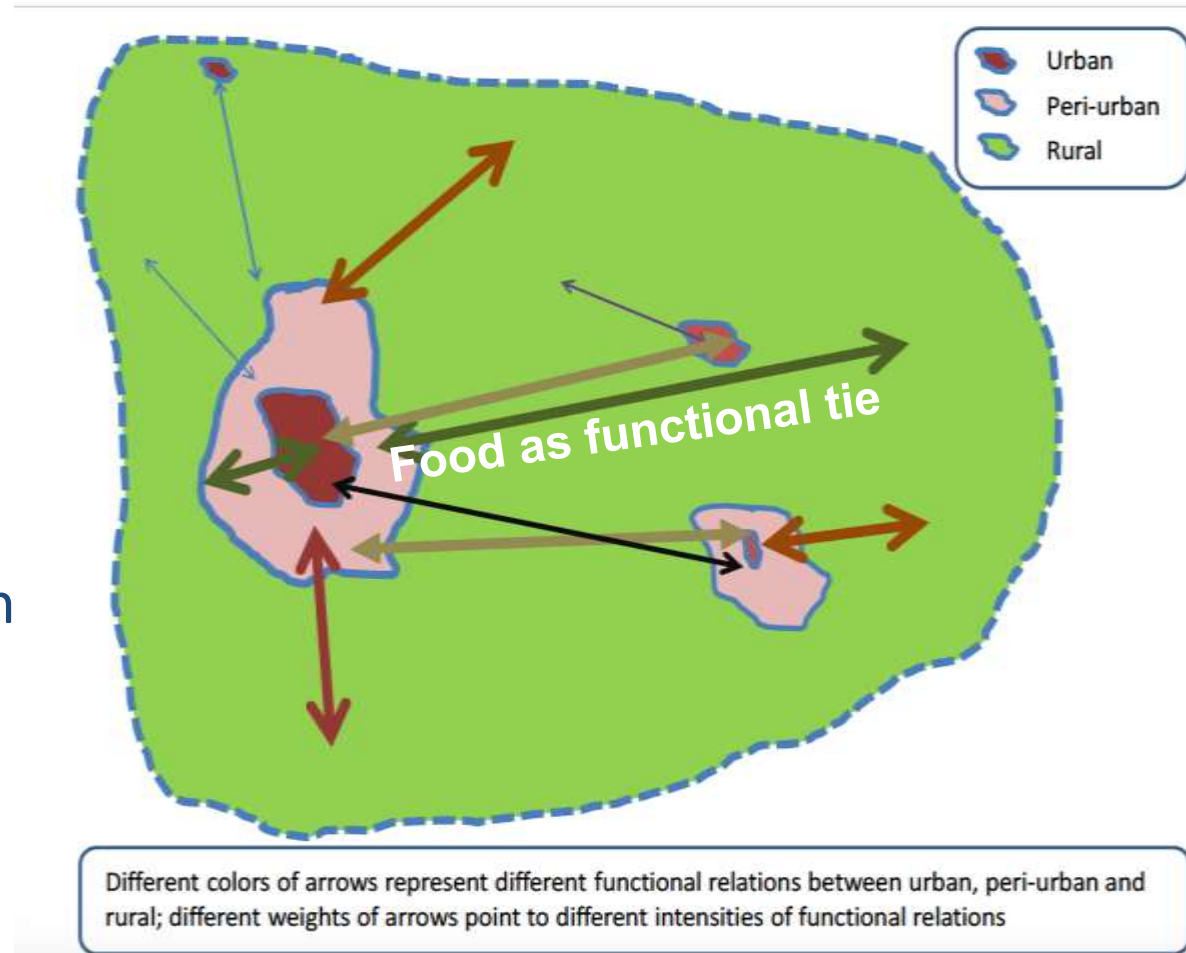 Urban
Peri-urban
Rural
Food as functional tie
n
Different colors of arrows represent different functional relations between urban, peri-urban and
rural; different weights of arrows point to different intensities of functional relations